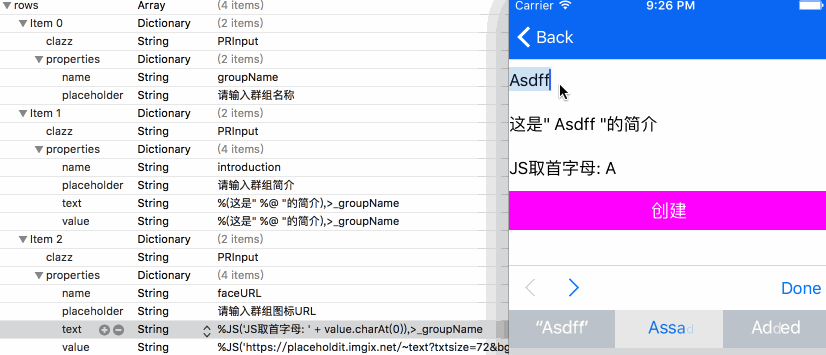 rows Array (4 items)
Item 0 Dictionary (2 items)
clazz String PRInput
properties Dictionary (2 items)
name String groupName
placeholder String 请输入群组名称
Item 1 Dictionary (2 items)
clazz String PRInput
properties Dictionary (4 items)
name String introduction
placeholder String 请输入群组简介
text String %(这是" %@ "的简介),>_groupName
value String %(这是" %@ "的简介),>_groupName
Item 2 Dictionary (2 items)
clazz String PRInput
properties Dictionary (4 items)
name String faceURL
placeholder String 请输入群组图标URL
text String %JS('JS取首字母: ' + value.charAt(0)),>_groupName
value String %JS('https://placeholdit.imgix.net/~text?txtsize=72&bg
Carrier 9:26 PM
Back
Asdff
这是" Asdff "的简介
JS取首字母: A
创建
Done
“Asdff” Assad Added